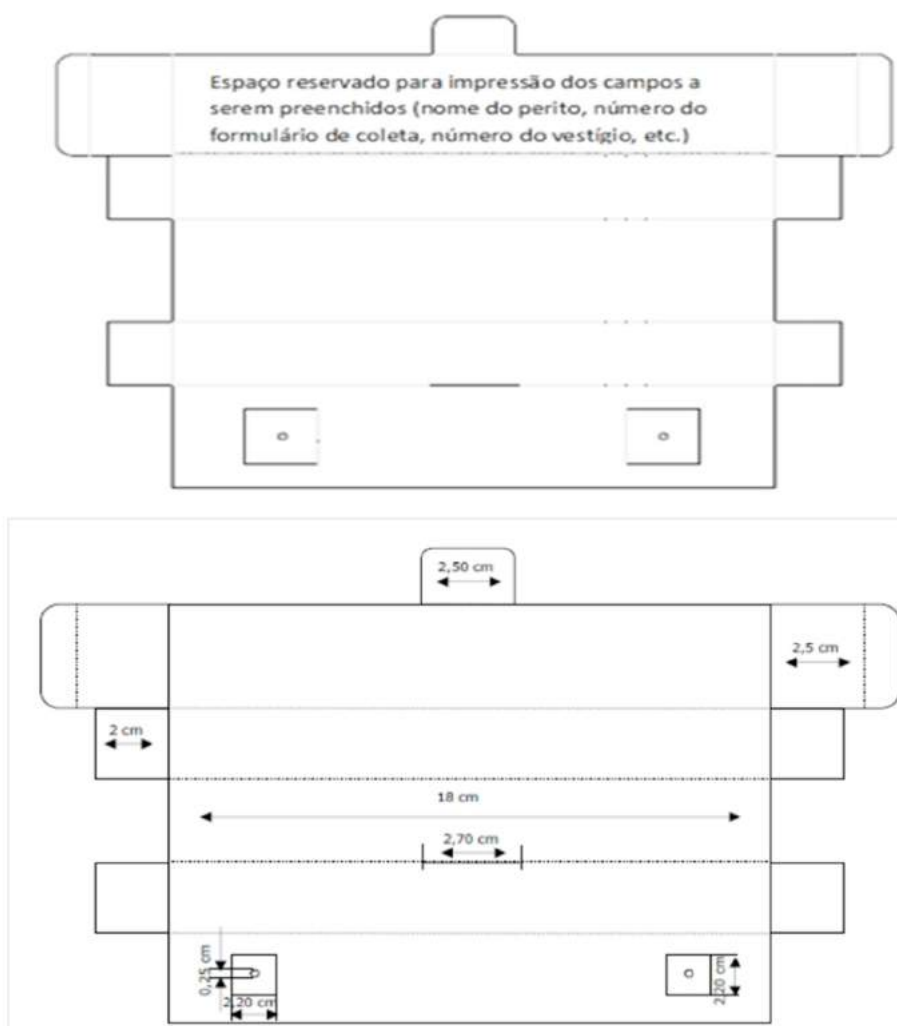 Espaço reservado para impressão dos campos a
serem preenchidos (nome do perito, número do
formulário de coleta, número do vestígio, etc.)
2,50 cm
2,5 cm
2 cm
18 cm
2,70 cm
0,25 cm
2,20 cm
2,20 cm